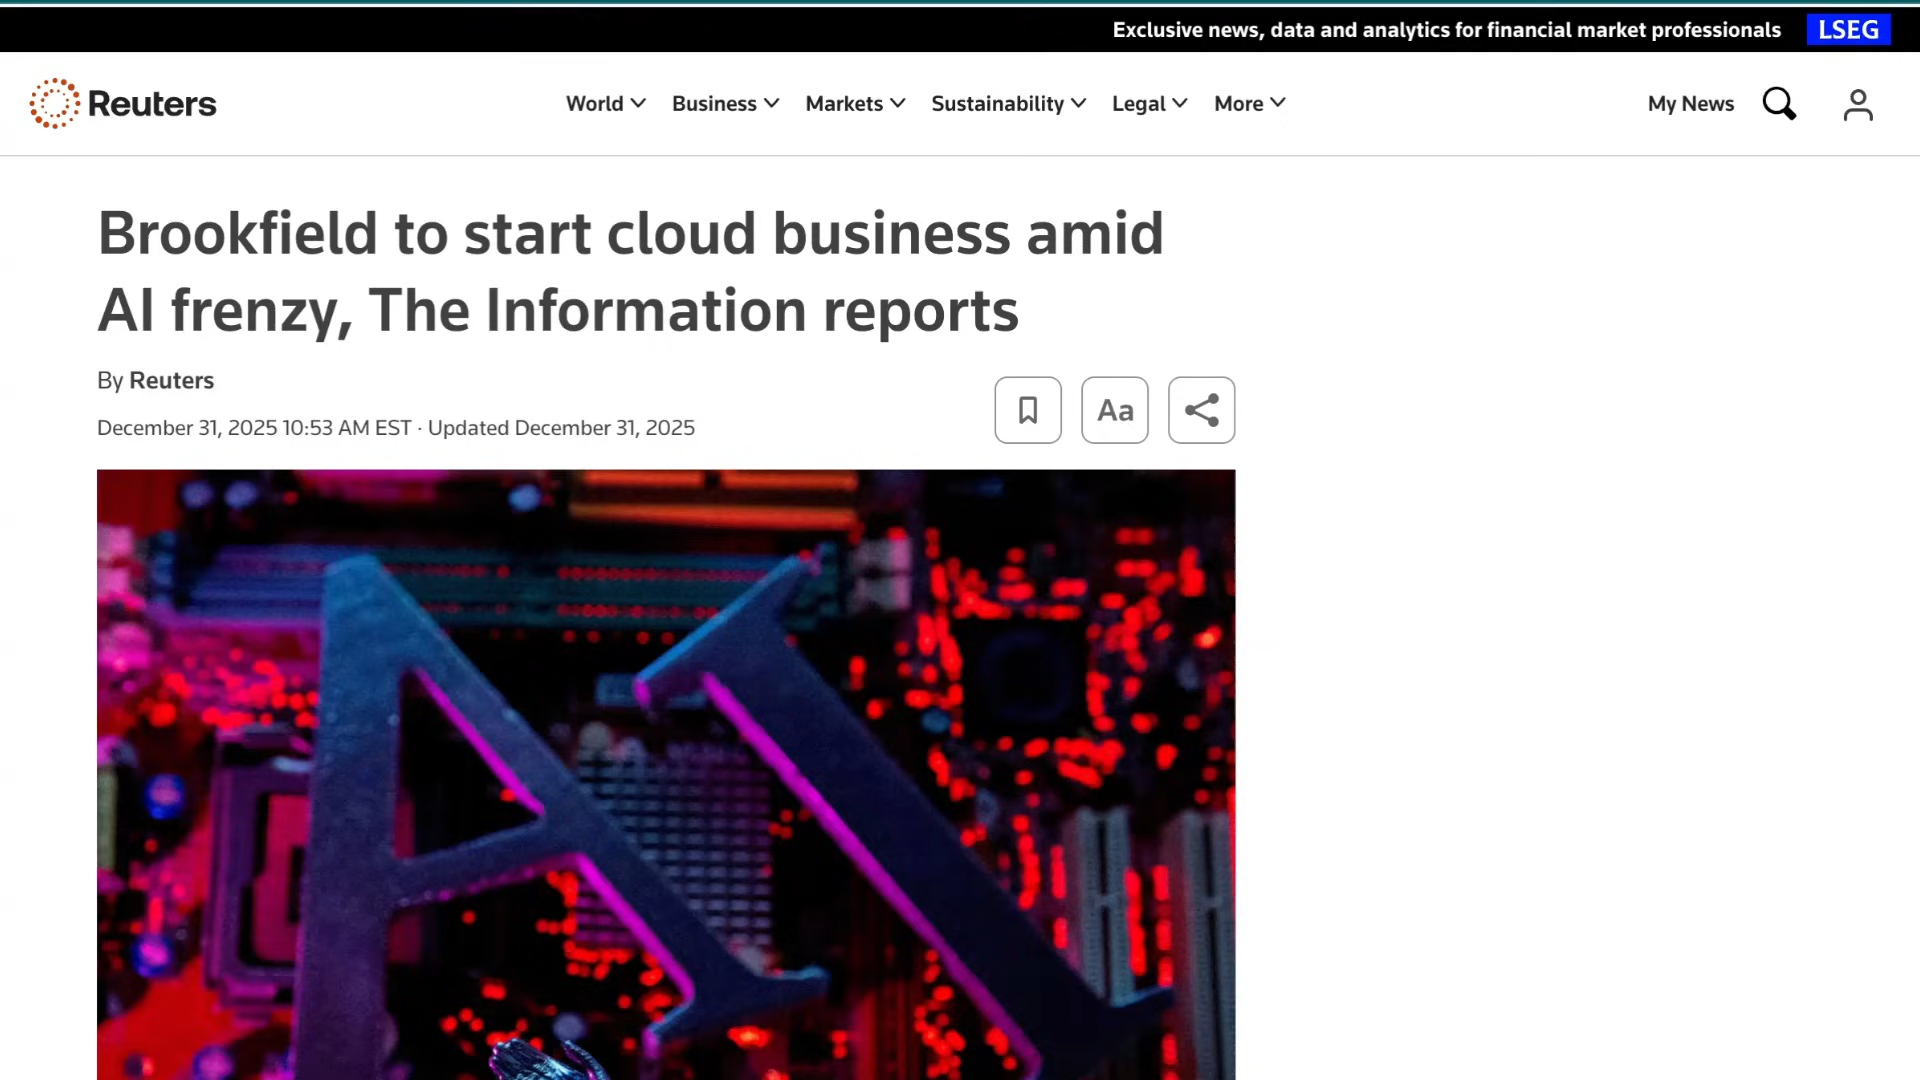 Exclusive news, data and analytics for financial market professionals LSEG
Reuters World Business Markets Sustainability Legal More My News
Brookfield to start cloud business amid
AI frenzy, The Information reports
By Reuters
Aa
December 31, 2025 10:53 AM EST · Updated December 31, 2025
AI